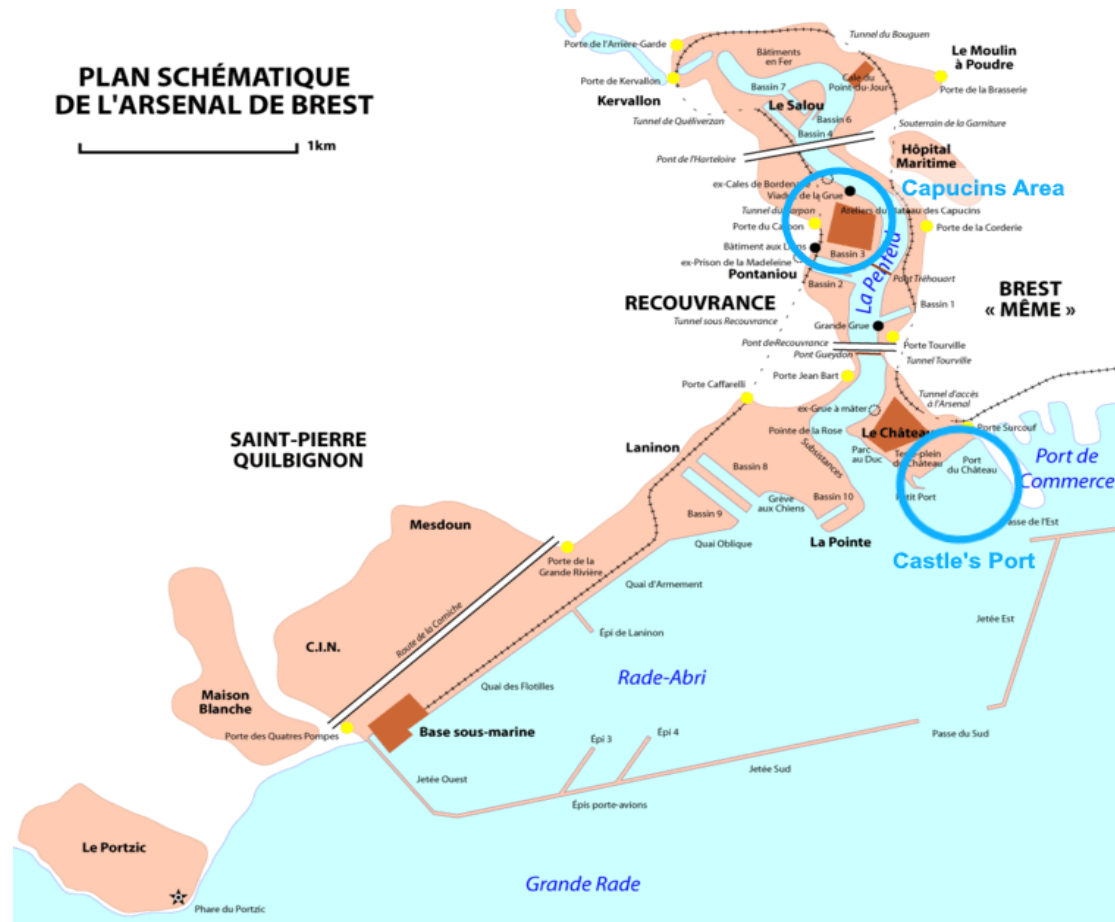 PLAN SCHÉMATIQUE
DE L'ARSENAL DE BREST
1km
Tunnel du Bouguen
Porte de l'Arrière-Garde
Bâtiments
en Fer
Le Moulin
à Poudre
Porte de Kervallon
Cale du
Point-du-Jour
Porte de la Brasserie
Kervallon
Bassin 7
Le Salou
Bassin 6
Tunnel de Quéliverzan
Souterrain de la Garniture
Bassin 4
Pont de l'Harteloire
Hôpital
Maritime
ex-Cales de
Viaduc de la Grue
Capucins Area
Tunnel du
Ateliers du Plateau des Capucins
Porte du
Porte de la Corderie
Bâtiment aux Lions
Bassin 3
ex-Prison de la Madeleine
Pontaniou
Bassin 2
La Penfeld
Pont Tréhouart
RECOUVRANCE
BREST
« MÊME »
Bassin 1
Tunnel sous Recouvrance
Grande Grue
Pont de Recouvrance
Porte Tourville
Pont Gueydon
Tunnel Tourville
Porte Caffarelli
Porte Jean Bart
Tunnel d'accès
à l'Arsenal
ex-Grue à mâter
Pointe de la Rose
Le Château
Porte Surcouf
SAINT-PIERRE
QUILBIGNON
Laninon
Subsistances
Parc
au Duc
Terre-plein
du Château
Port
du Château
Port de
Commerce
Bassin 8
Grève
aux Chiens
Bassin 10
Petit Port
Bassin 9
Passe de l'Est
Mesdoun
Quai Oblique
La Pointe
Castle's Port
Porte de la
Grande Rivière
Quai d'Armement
Jetée Est
Route de la Corniche
Épi de Laninon
C.I.N.
Rade-Abri
Maison
Blanche
Quai des Flotilles
Porte des Quatres Pompes
Base sous-marine
Épi 3
Épi 4
Passe du Sud
Jetée Ouest
Jetée Sud
Épis porte-avions
Le Portzic
Grande Rade
Phare du Portzic